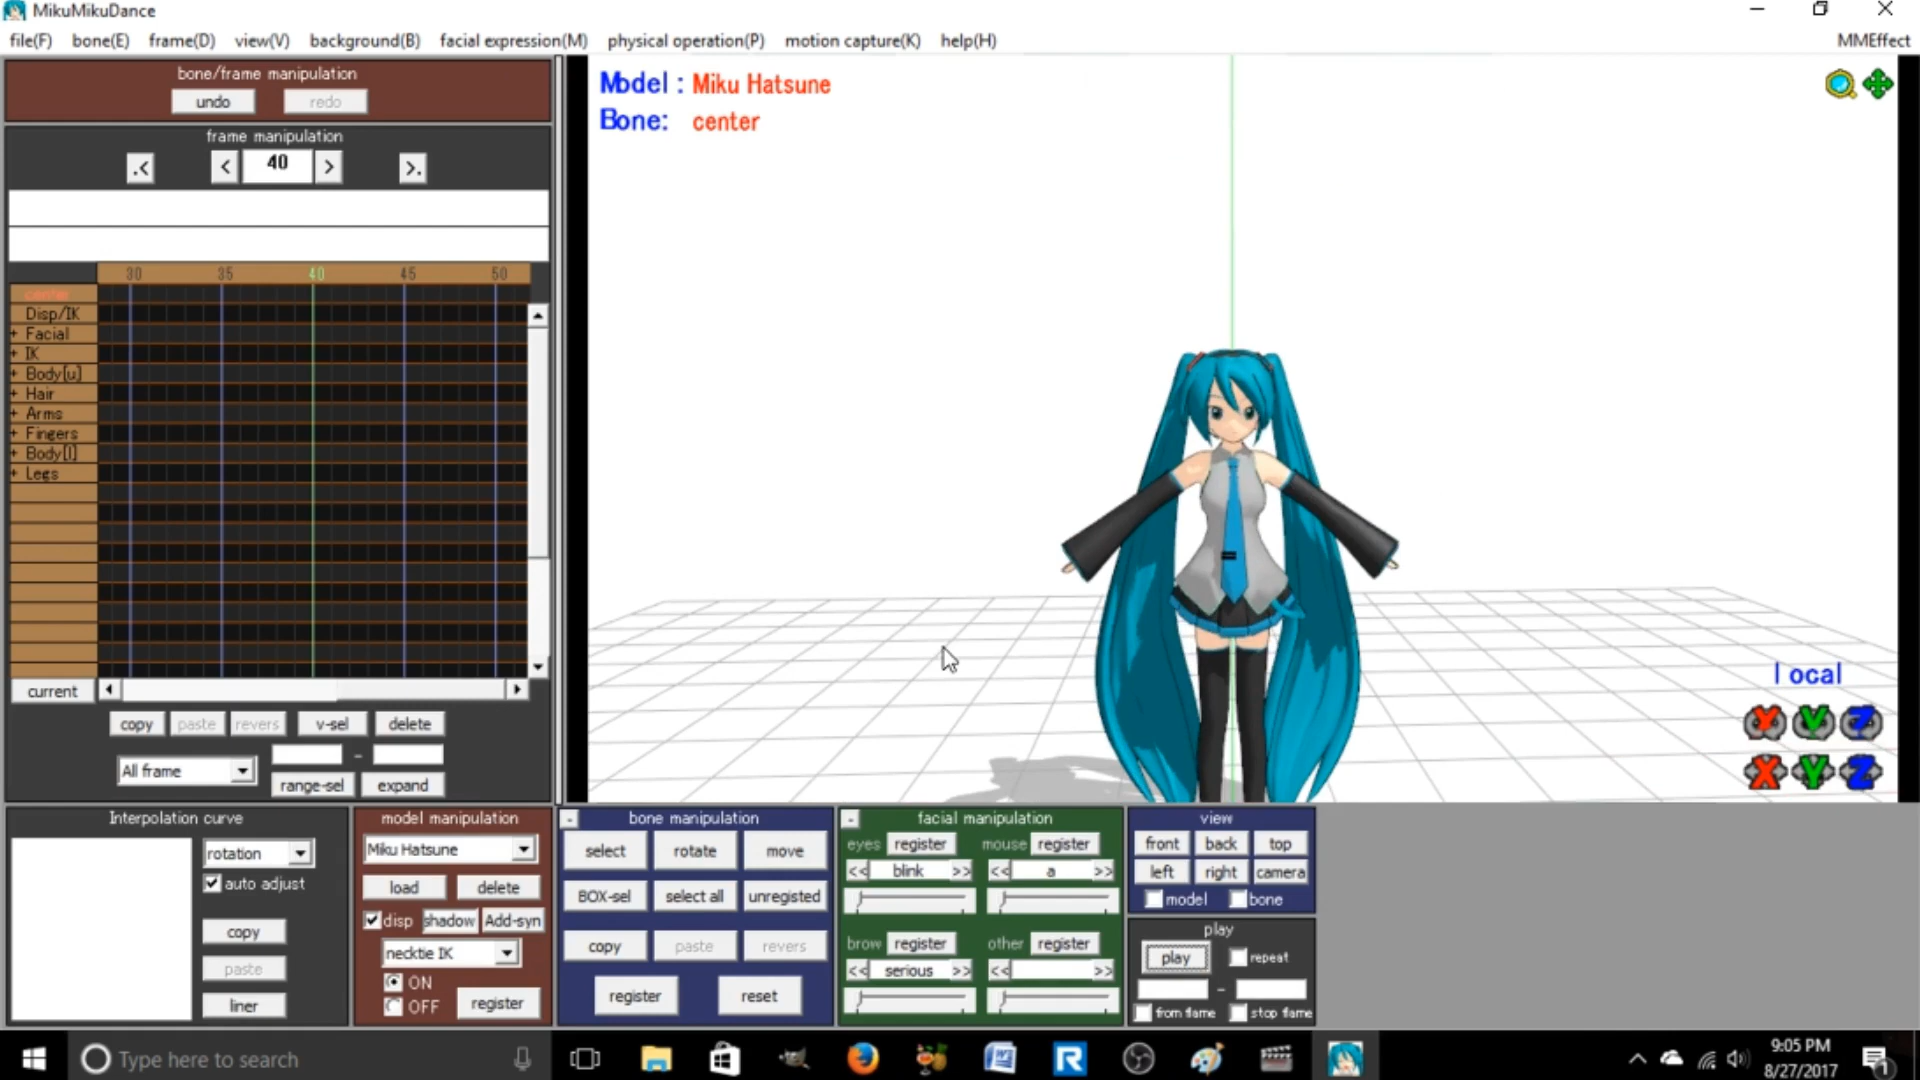 MikuMikuDance
file(F) bone(E) frame(D) view(V) background(B) facial expression(M) physical operation(P) motion capture(K) help(H) MMEffect
bone/frame manipulation
undo redo
frame manipulation
.< < 40 > >.
30 35 40 45 50
center
Disp/IK
+ Facial
+ IK
+ Body[u]
+ Hair
+ Arms
+ Fingers
+ Body[l]
+ Legs
current
copy paste revers v-sel delete
-
All frame range-sel expand
Model : Miku Hatsune
Bone: center
local
X Y Z
X Y Z
Interpolation curve
rotation
auto adjust
copy
paste
liner
model manipulation
Miku Hatsune
load delete
disp shadow Add-syn
necktie IK
ON
OFF register
- bone manipulation
select rotate move
BOX-sel select all unregisted
copy paste revers
register reset
- facial manipulation
eyes register mouse register
<< blink >> << a >>
brow register other register
<< serious >> << >>
view
front back top
left right camera
model bone
play
play repeat
-
from flame stop flame
Type here to search
9:05 PM
8/27/2017
1